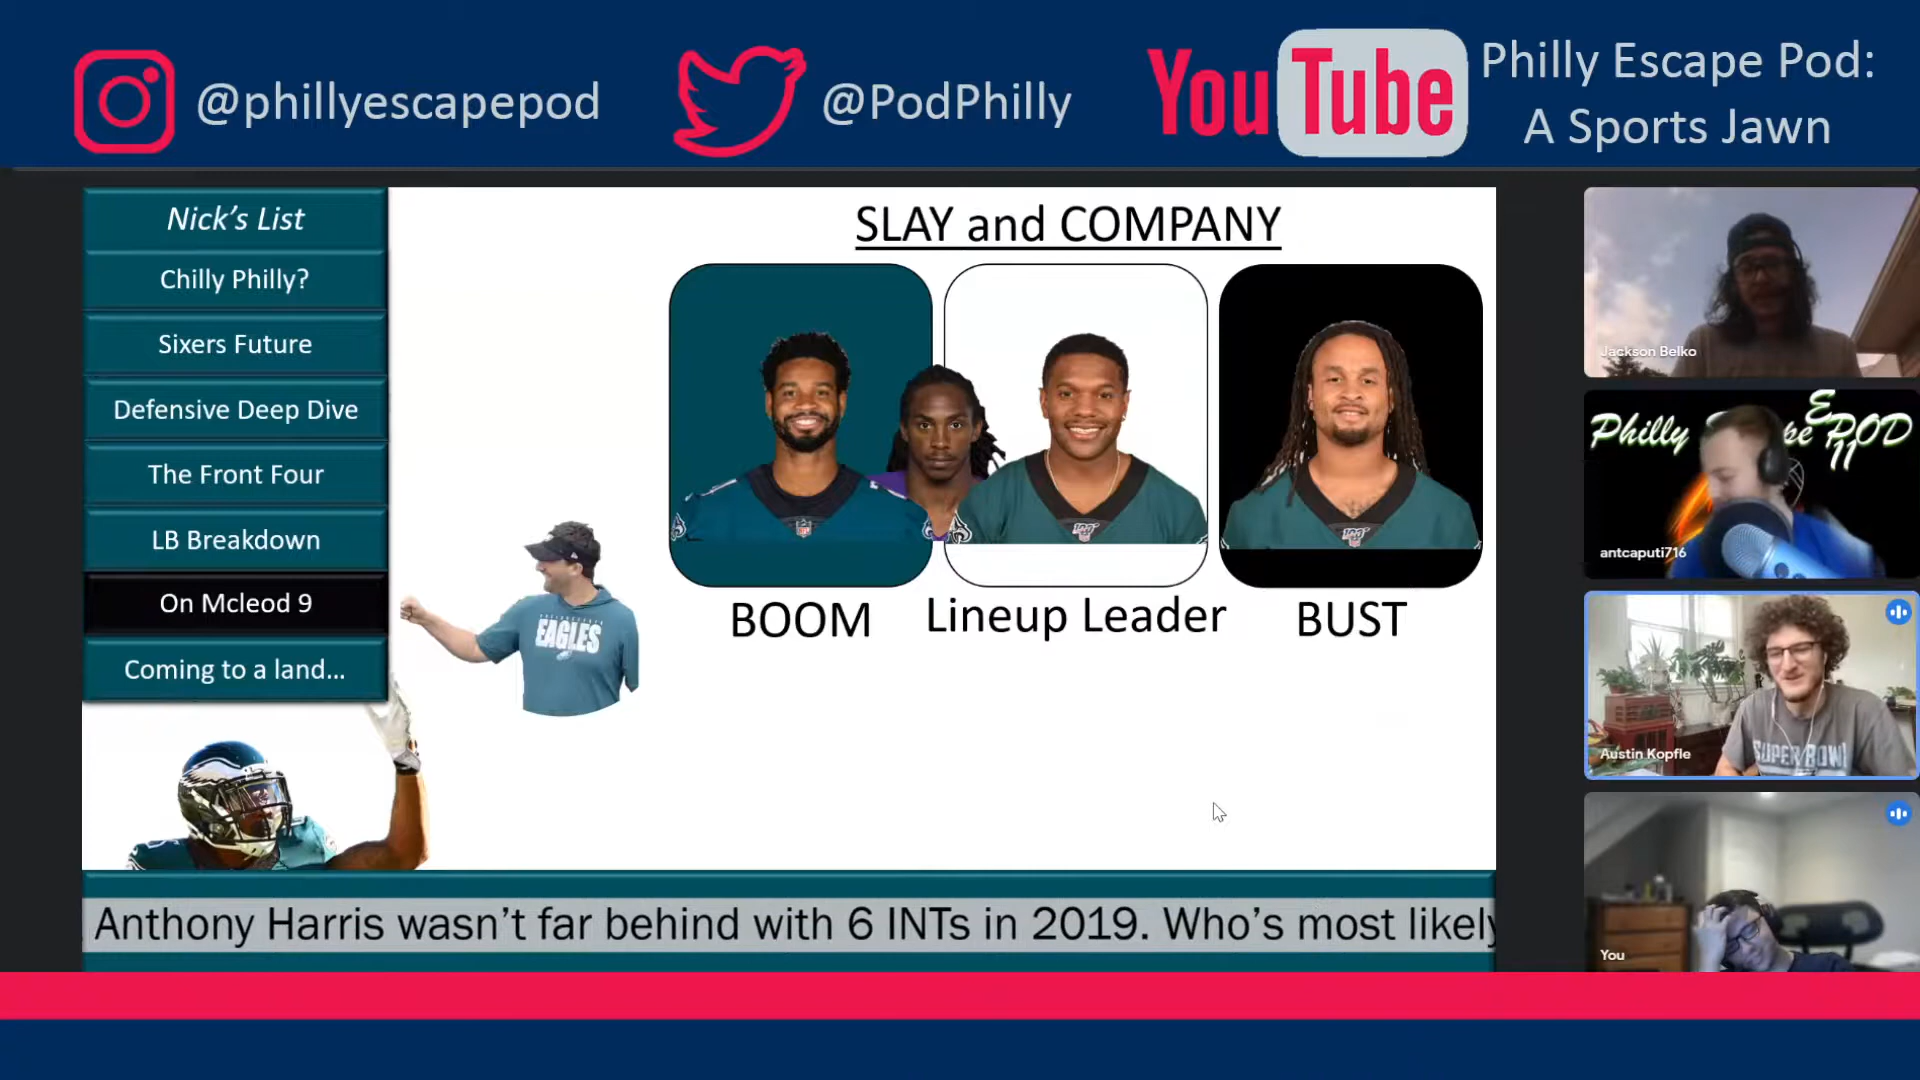 @phillyescapepod
@PodPhilly
YouTube
Philly Escape Pod:
A Sports Jawn
Nick's List
Chilly Philly?
Sixers Future
Defensive Deep Dive
The Front Four
LB Breakdown
On Mcleod 9
Coming to a land...
SLAY and COMPANY
BOOM
Lineup Leader
BUST
EAGLES
Jackson Belko
Philly
pe POD
antcaputi716
SUPER BOWL
Austin Kopfle
You
Anthony Harris wasn't far behind with 6 INTs in 2019. Who's most likely